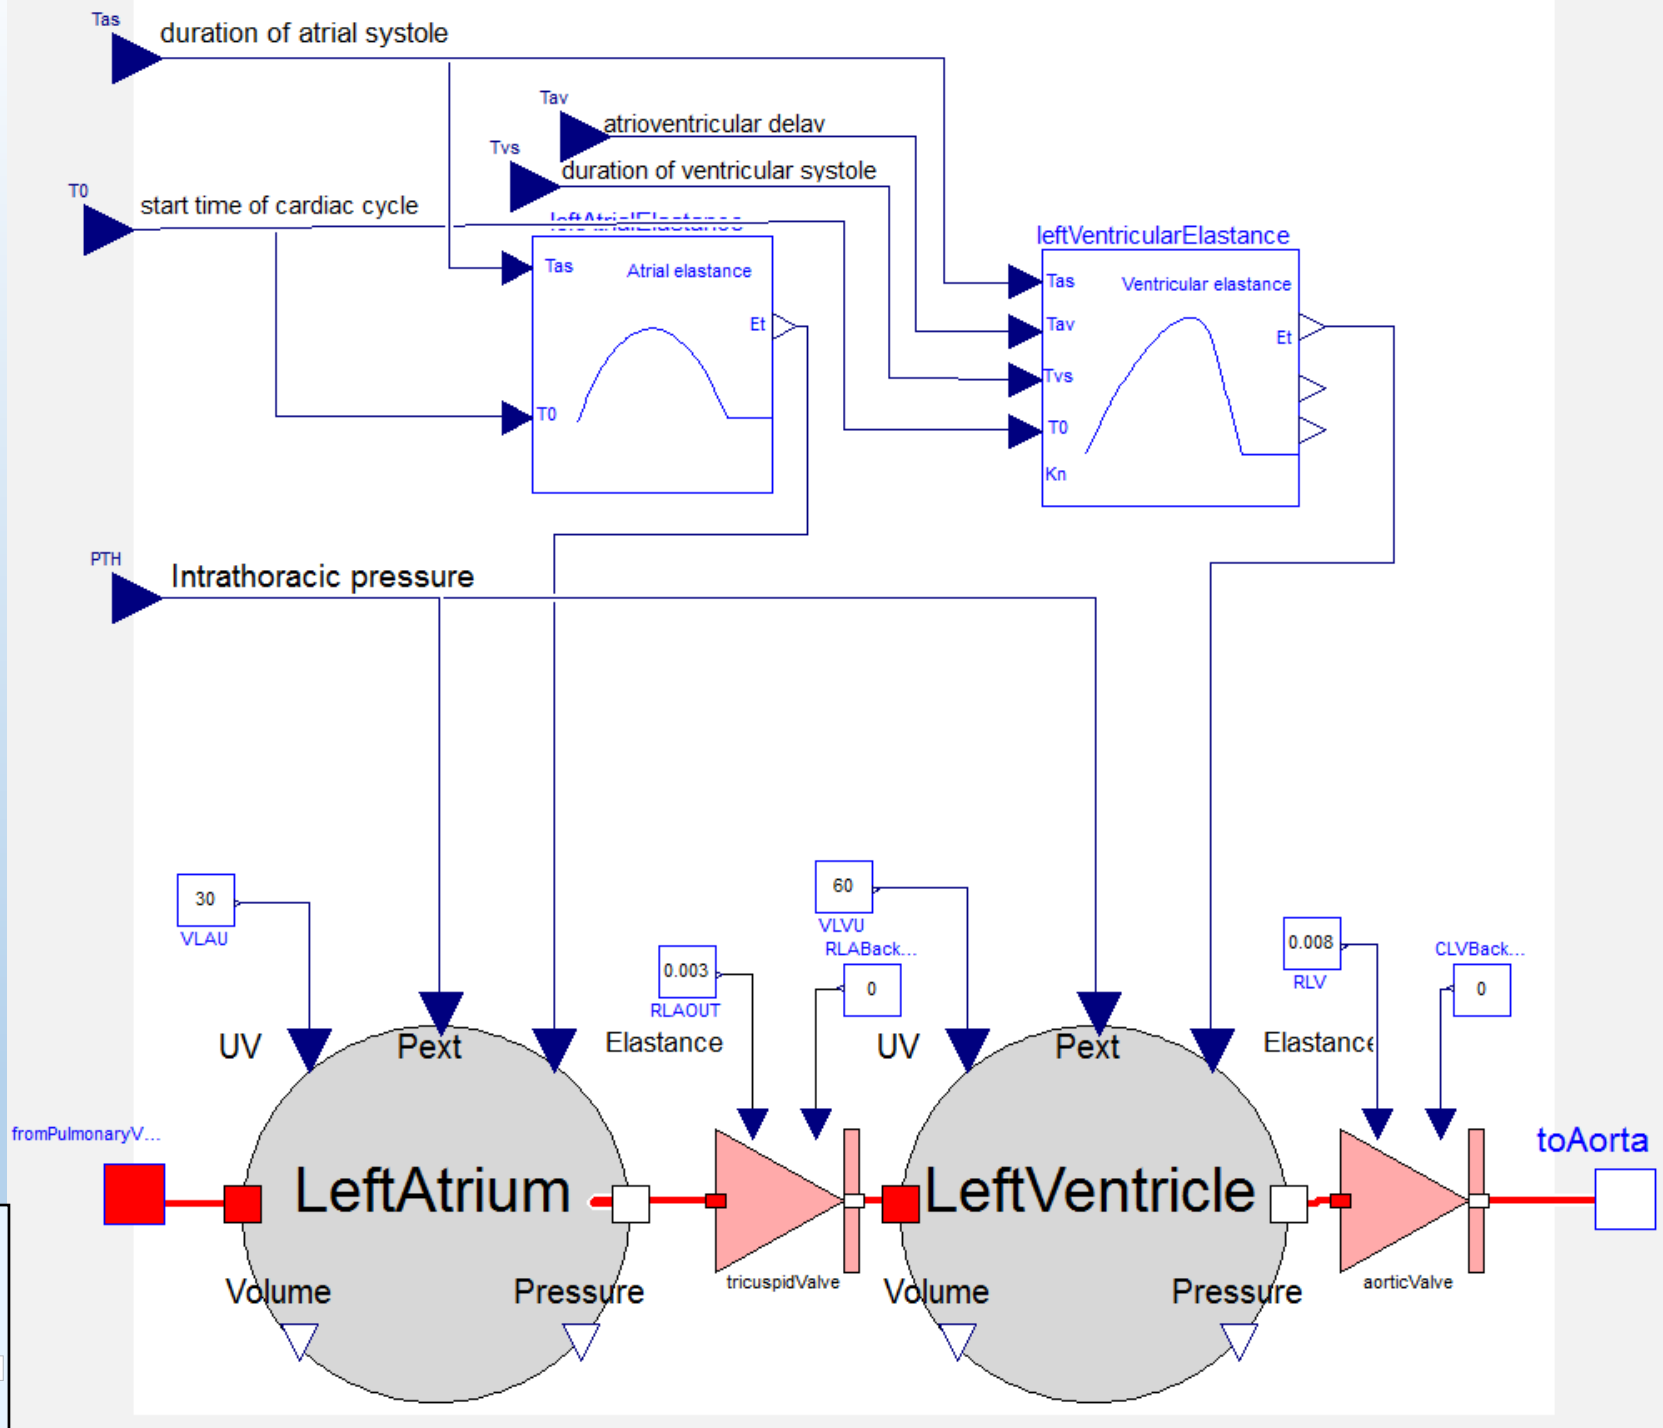 Tas
duration of atrial systole
Tav
atrioventricular delay
Tvs
duration of ventricular systole
T0
start time of cardiac cycle
leftAtrialElastance
leftVentricularElastance
Tas
Atrial elastance
Et
T0
Tas
Ventricular elastance
Tav
Et
Tvs
T0
Kn
PTH
Intrathoracic pressure
30
VLAU
60
VLVU
RLABack...
0.003
RLAOUT
0
0.008
RLV
CLVBack...
0
UV
Pext
Elastance
UV
Pext
Elastance
fromPulmonaryV...
toAorta
LeftAtrium
LeftVentricle
tricuspidValve
aorticValve
Volume
Pressure
Volume
Pressure